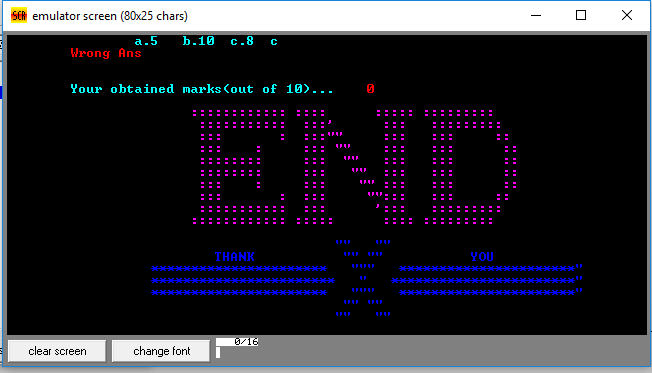 emulator screen (80x25 chars)
a.5 b.10 c.8 c
Wrong Ans
Your obtained marks(out of 10)... 0
END
THANK YOU
clear screen change font 0/16